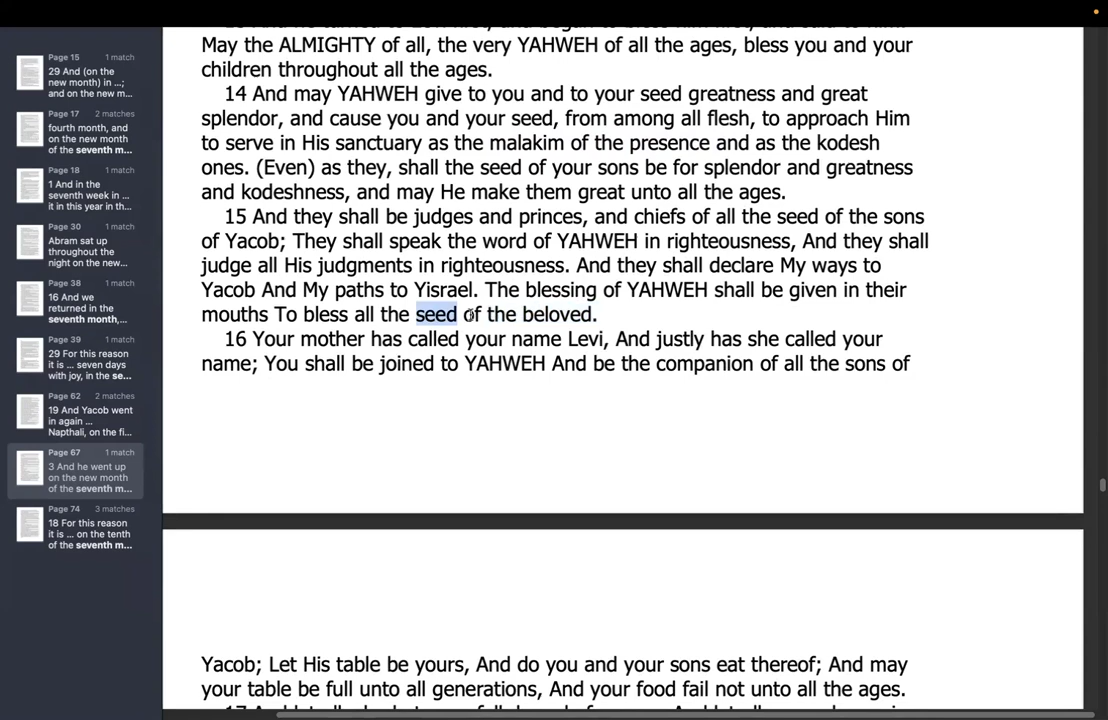 Page 15 1 match
29 And (on the
new month) in ...;
and on the new m...
Page 17 2 matches
fourth month, and
on the new month
of the seventh m...
Page 18 1 match
1 And in the
seventh week in ...
it in this year in th...
Page 30 1 match
Abram sat up
throughout the
night on the new...
Page 38 1 match
16 And we
returned in the
seventh month,...
Page 39 1 match
29 For this reason
it is ... seven days
with joy, in the se...
Page 62 2 matches
19 And Yacob went
in again ...
Napthali, on the fi...
Page 67 1 match
3 And he went up
on the new month
of the seventh m...
Page 74 3 matches
18 For this reason
it is ... on the tenth
of the seventh m...
May the ALMIGHTY of all, the very YAHWEH of all the ages, bless you and your
children throughout all the ages.
14 And may YAHWEH give to you and to your seed greatness and great
splendor, and cause you and your seed, from among all flesh, to approach Him
to serve in His sanctuary as the malakim of the presence and as the kodesh
ones. (Even) as they, shall the seed of your sons be for splendor and greatness
and kodeshness, and may He make them great unto all the ages.
15 And they shall be judges and princes, and chiefs of all the seed of the sons
of Yacob; They shall speak the word of YAHWEH in righteousness, And they shall
judge all His judgments in righteousness. And they shall declare My ways to
Yacob And My paths to Yisrael. The blessing of YAHWEH shall be given in their
mouths To bless all the seed of the beloved.
16 Your mother has called your name Levi, And justly has she called your
name; You shall be joined to YAHWEH And be the companion of all the sons of
Yacob; Let His table be yours, And do you and your sons eat thereof; And may
your table be full unto all generations, And your food fail not unto all the ages.